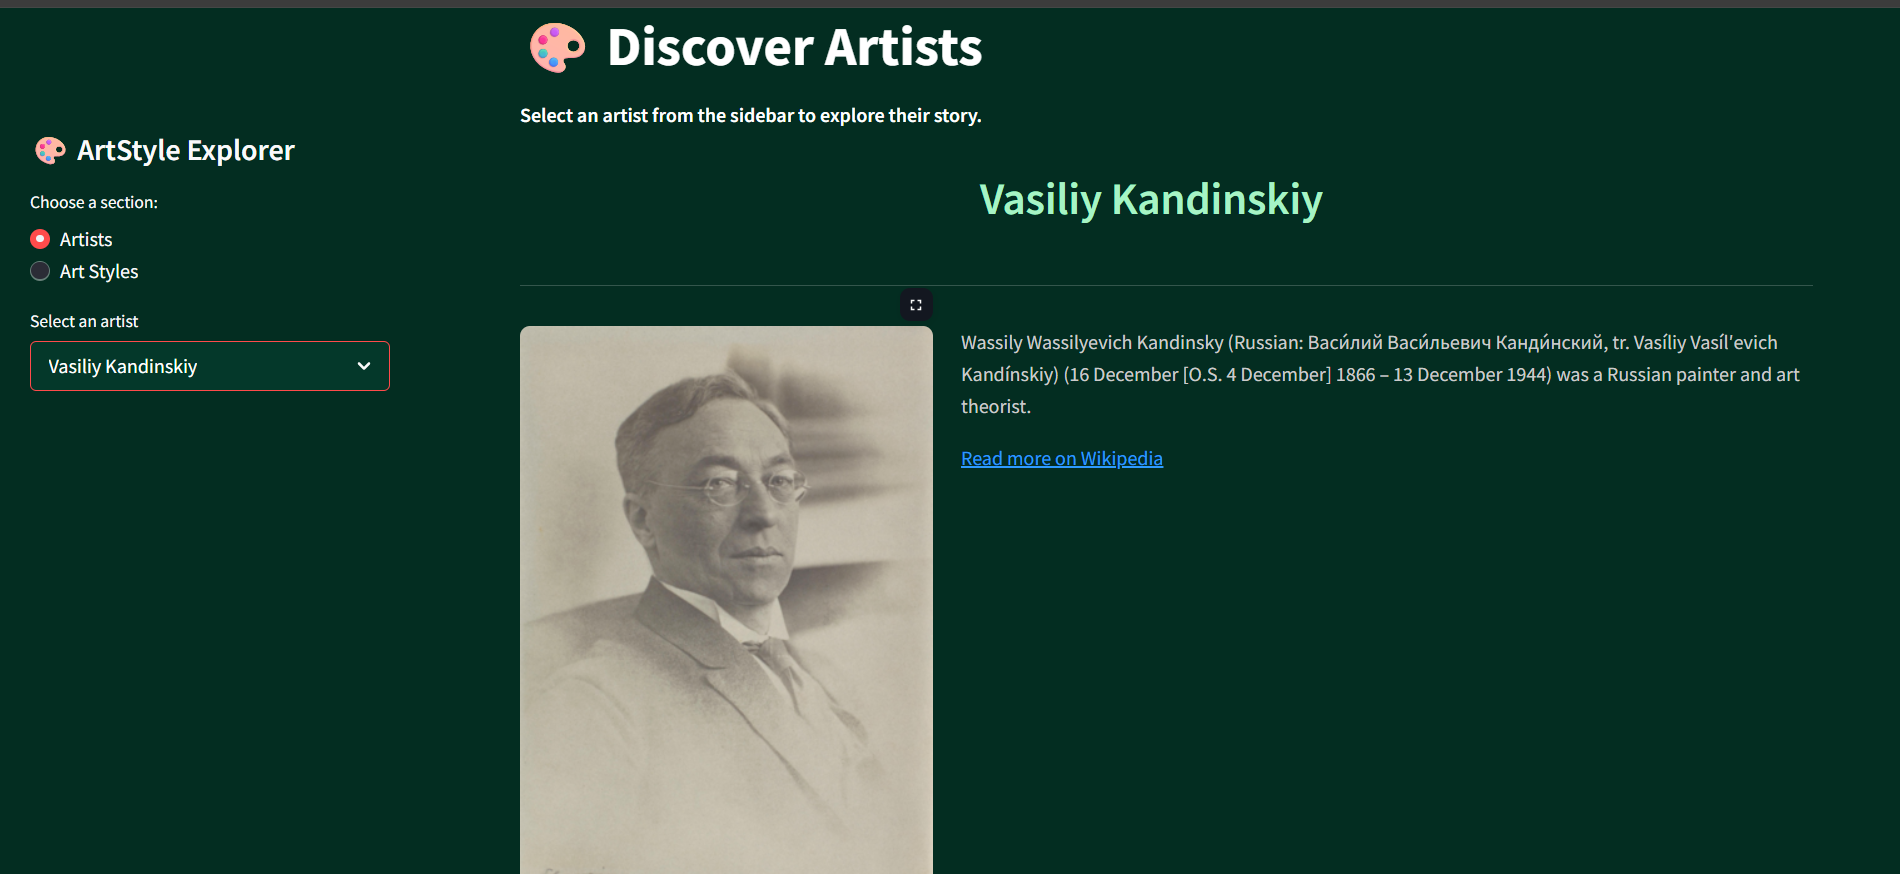 Discover Artists
Select an artist from the sidebar to explore their story.
ArtStyle Explorer
Choose a section:
Artists
Art Styles
Select an artist
Vasiliy Kandinskiy
Vasiliy Kandinskiy
Wassily Wassilyevich Kandinsky (Russian: Васи́лий Васи́льевич Канди́нский, tr. Vasíliy Vasíl'evich
Kandínskiy) (16 December [O.S. 4 December] 1866 – 13 December 1944) was a Russian painter and art
theorist.
Read more on Wikipedia